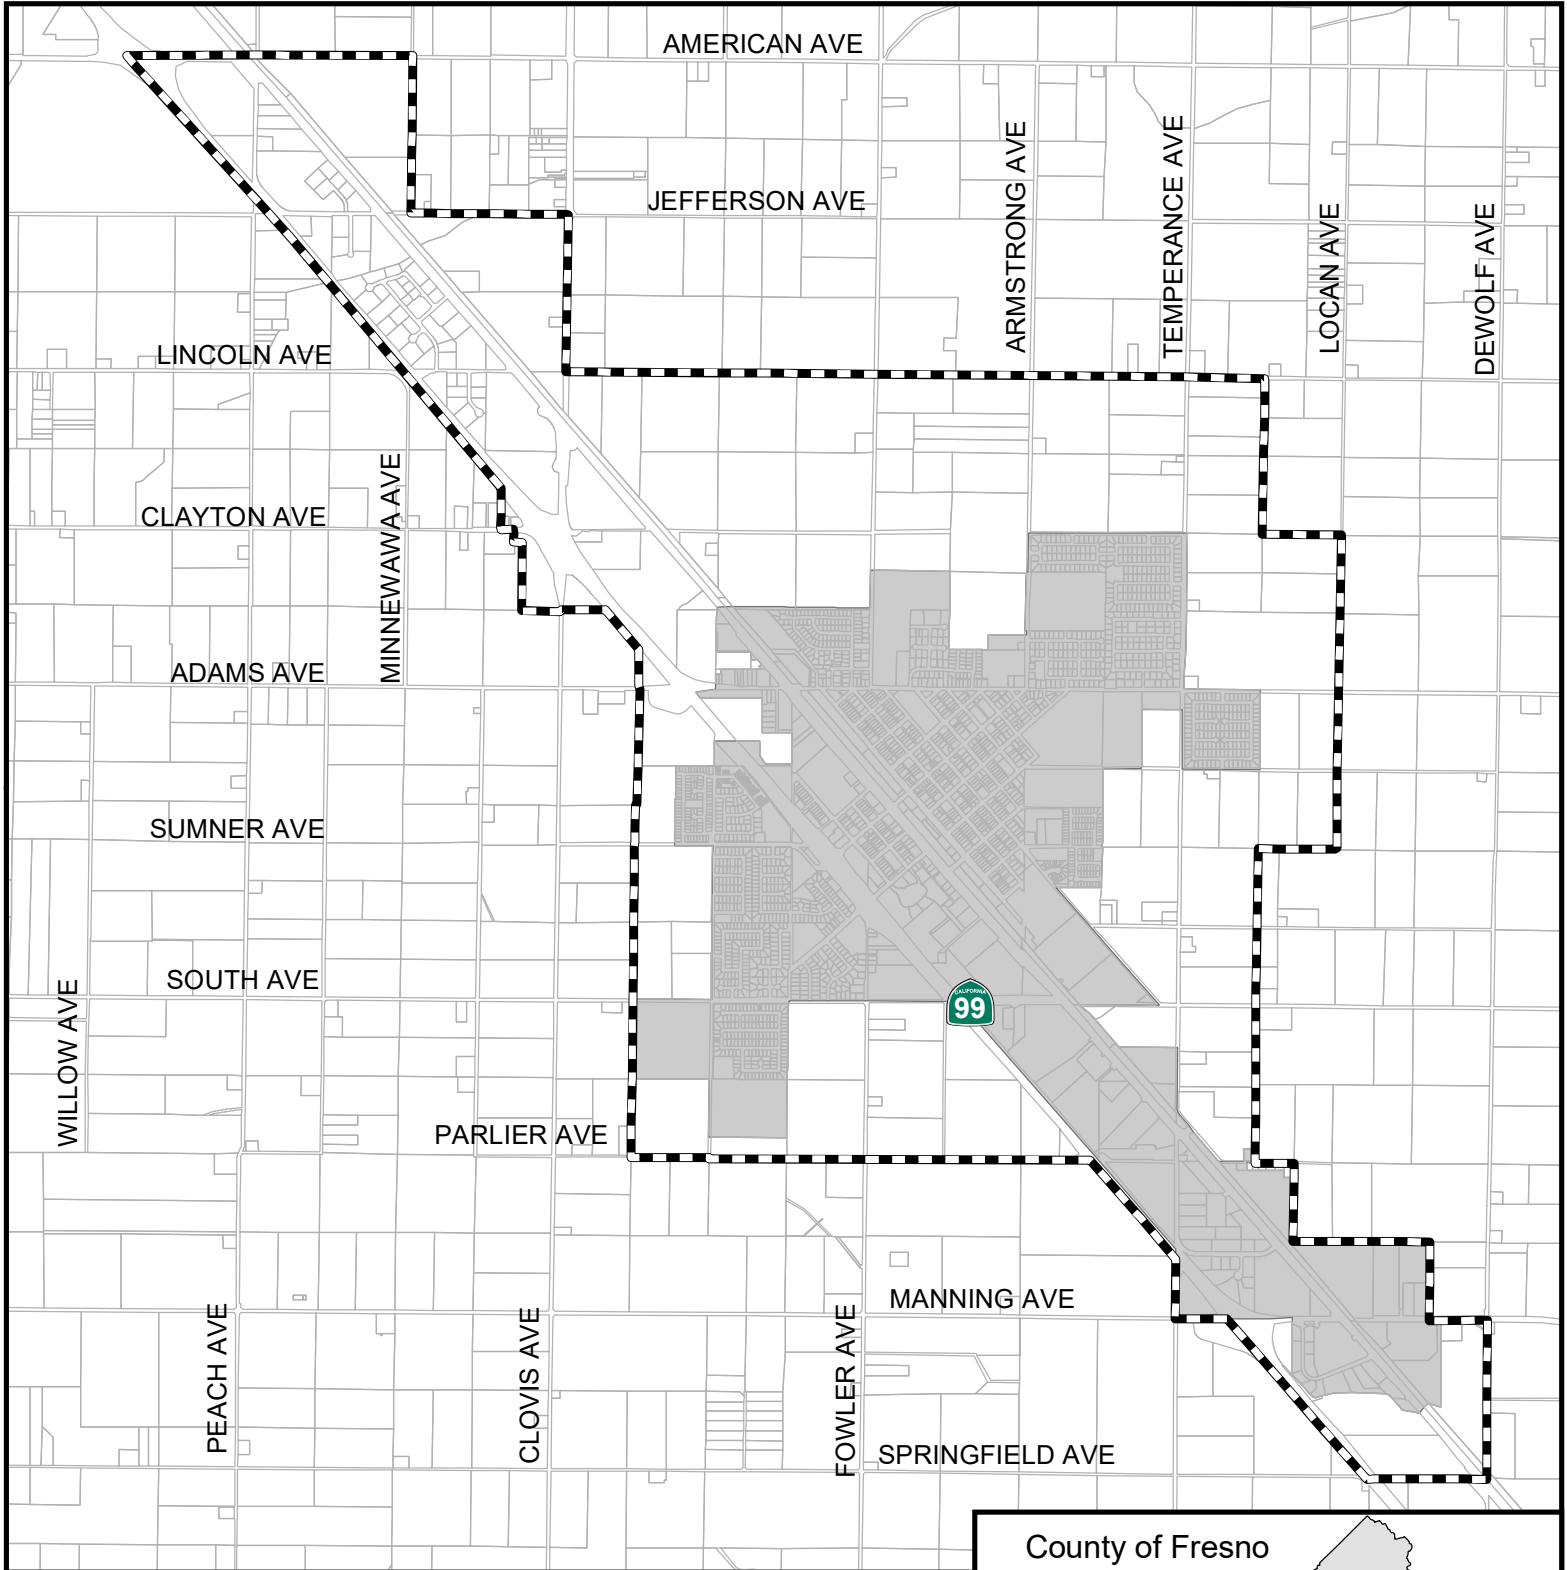 AMERICAN AVE
JEFFERSON AVE
ARMSTRONG AVE
TEMPERANCE AVE
LOCAN AVE
DEWOLF AVE
LINCOLN AVE
CLAYTON AVE
MINNEWAWA AVE
ADAMS AVE
SUMNER AVE
SOUTH AVE
CALIFORNIA
99
WILLOW AVE
PARLIER AVE
MANNING AVE
PEACH AVE
CLOVIS AVE
FOWLER AVE
SPRINGFIELD AVE
County of Fresno